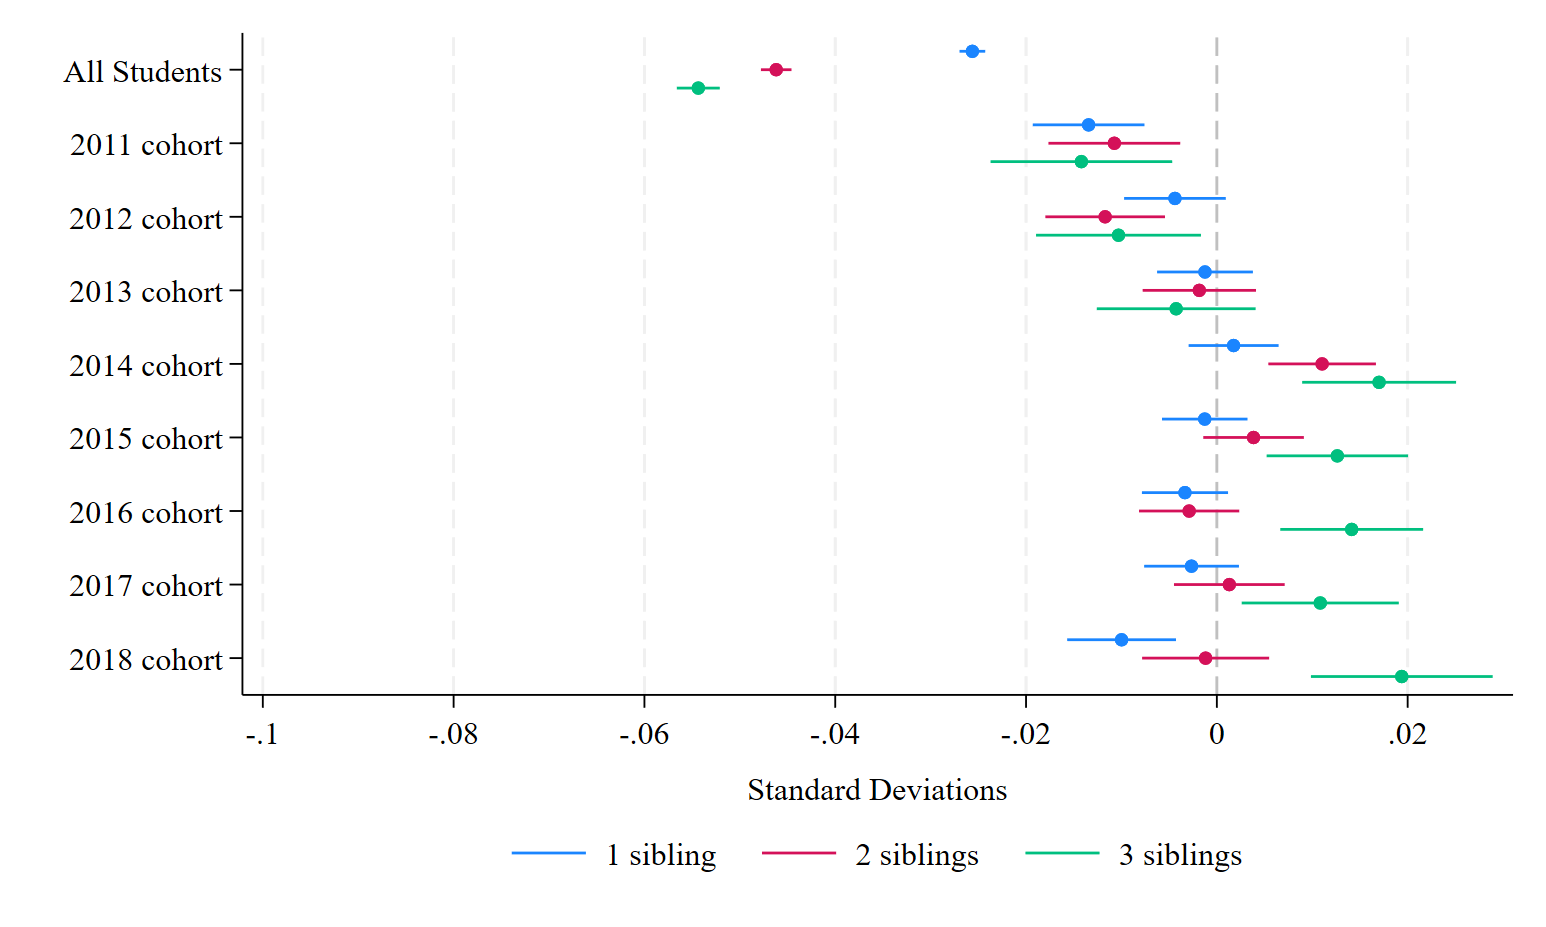 All Students
2011 cohort
2012 cohort
2013 cohort
2014 cohort
2015 cohort
2016 cohort
2017 cohort
2018 cohort
-.1 -.08 -.06 -.04 -.02 0 .02
Standard Deviations
1 sibling 2 siblings 3 siblings